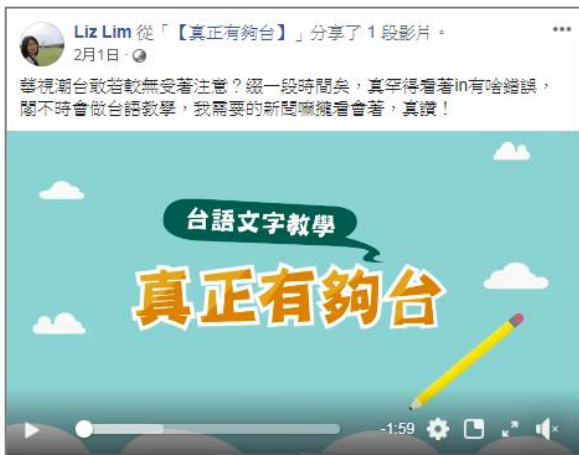 Liz Lim 從「【真正有夠台】」分享了 1 段影片。
2月1日 ·
華視潮台敢若較無受著注意？綴一段時間矣，真罕得看著in有啥錯誤，
閣不時會做台語教學，我需要的新聞嘛攏看會著，真讚！
台語文字教學
真正有夠台
-1:59